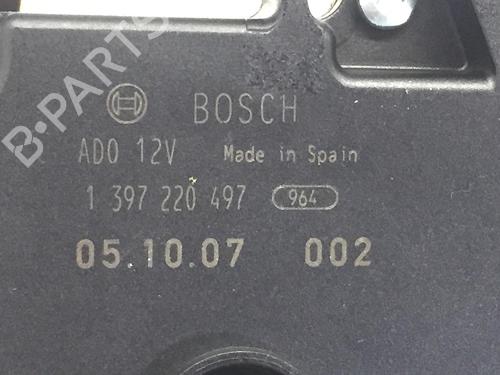 B-PARTS
BOSCH
ADO 12V Made in Spain
1 397 220 497 964
05.10.07 002